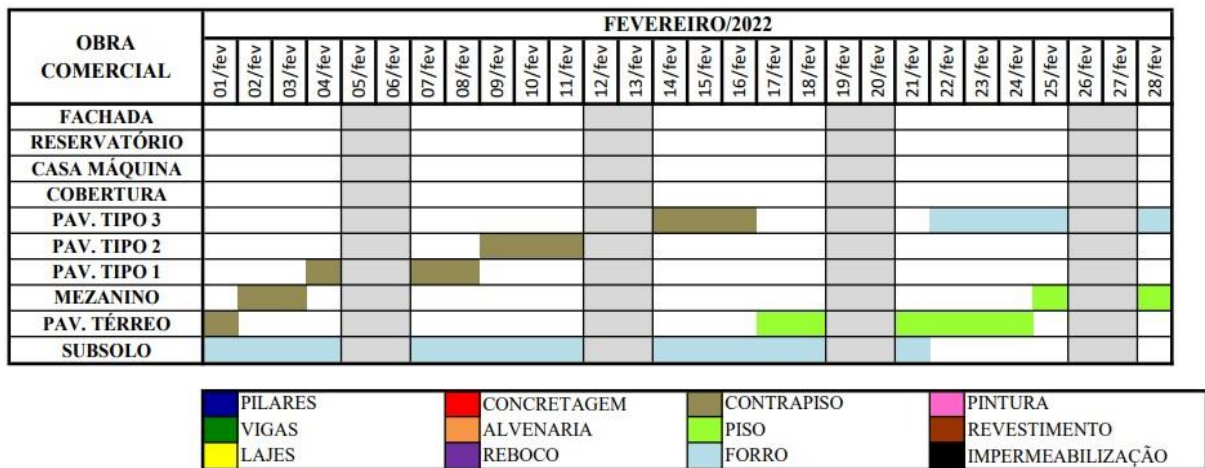 OBRA COMERCIAL
FEVEREIRO/2022
01/fev 02/fev 03/fev 04/fev 05/fev 06/fev 07/fev 08/fev 09/fev 10/fev 11/fev 12/fev 13/fev 14/fev 15/fev 16/fev 17/fev 18/fev 19/fev 20/fev 21/fev 22/fev 23/fev 24/fev 25/fev 26/fev 27/fev 28/fev
FACHADA
RESERVATÓRIO
CASA MÁQUINA
COBERTURA
PAV. TIPO 3
PAV. TIPO 2
PAV. TIPO 1
MEZANINO
PAV. TÉRREO
SUBSOLO
PILARES CONCRETAGEM CONTRAPISO PINTURA
VIGAS ALVENARIA PISO REVESTIMENTO
LAJES REBOCO FORRO IMPERMEABILIZAÇÃO